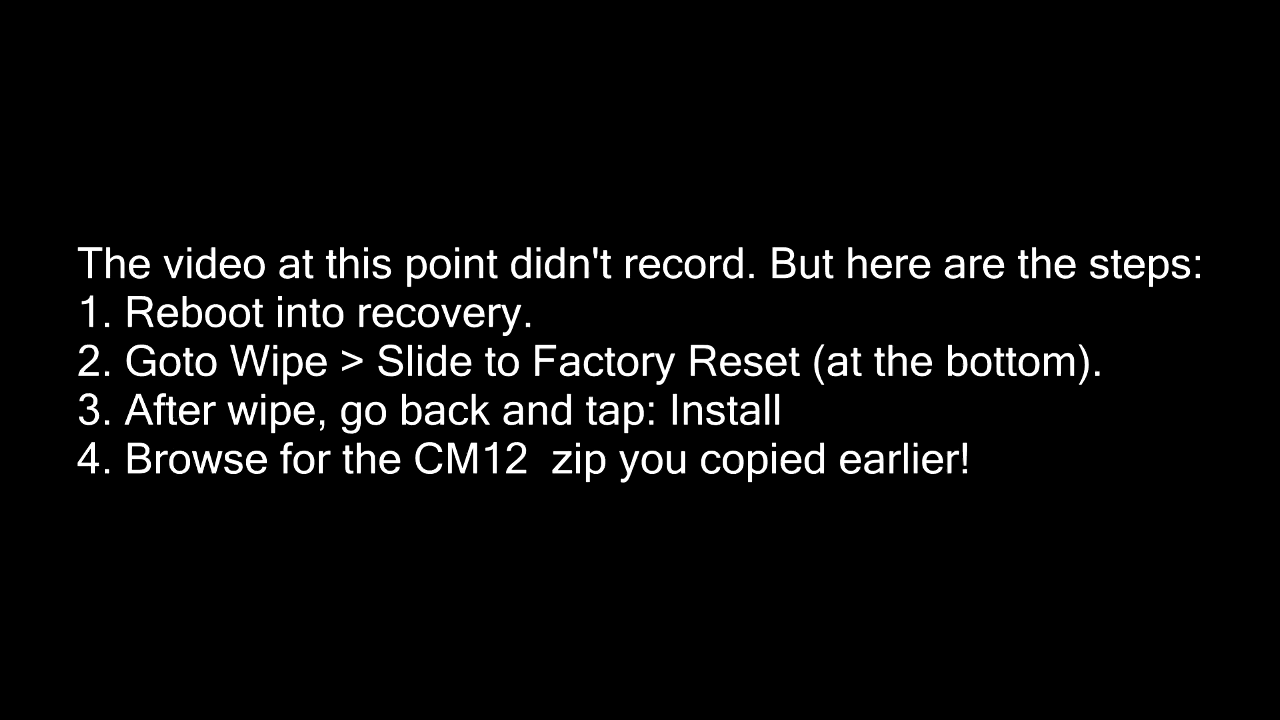 The video at this point didn't record. But here are the steps:
1. Reboot into recovery.
2. Goto Wipe > Slide to Factory Reset (at the bottom).
3. After wipe, go back and tap: Install
4. Browse for the CM12  zip you copied earlier!